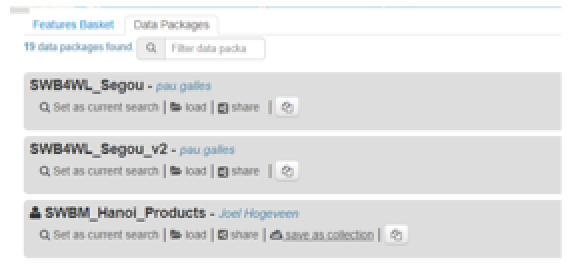 Features Basket Data Packages
19 data packages found. Filter data packa
SWB4WL_Segou - pau galles
Set as current search | load | share |
SWB4WL_Segou_v2 - pau galles
Set as current search | load | share |
SWBM_Hanoi_Products - Joel Hogeveen
Set as current search | load | share | save as collection |